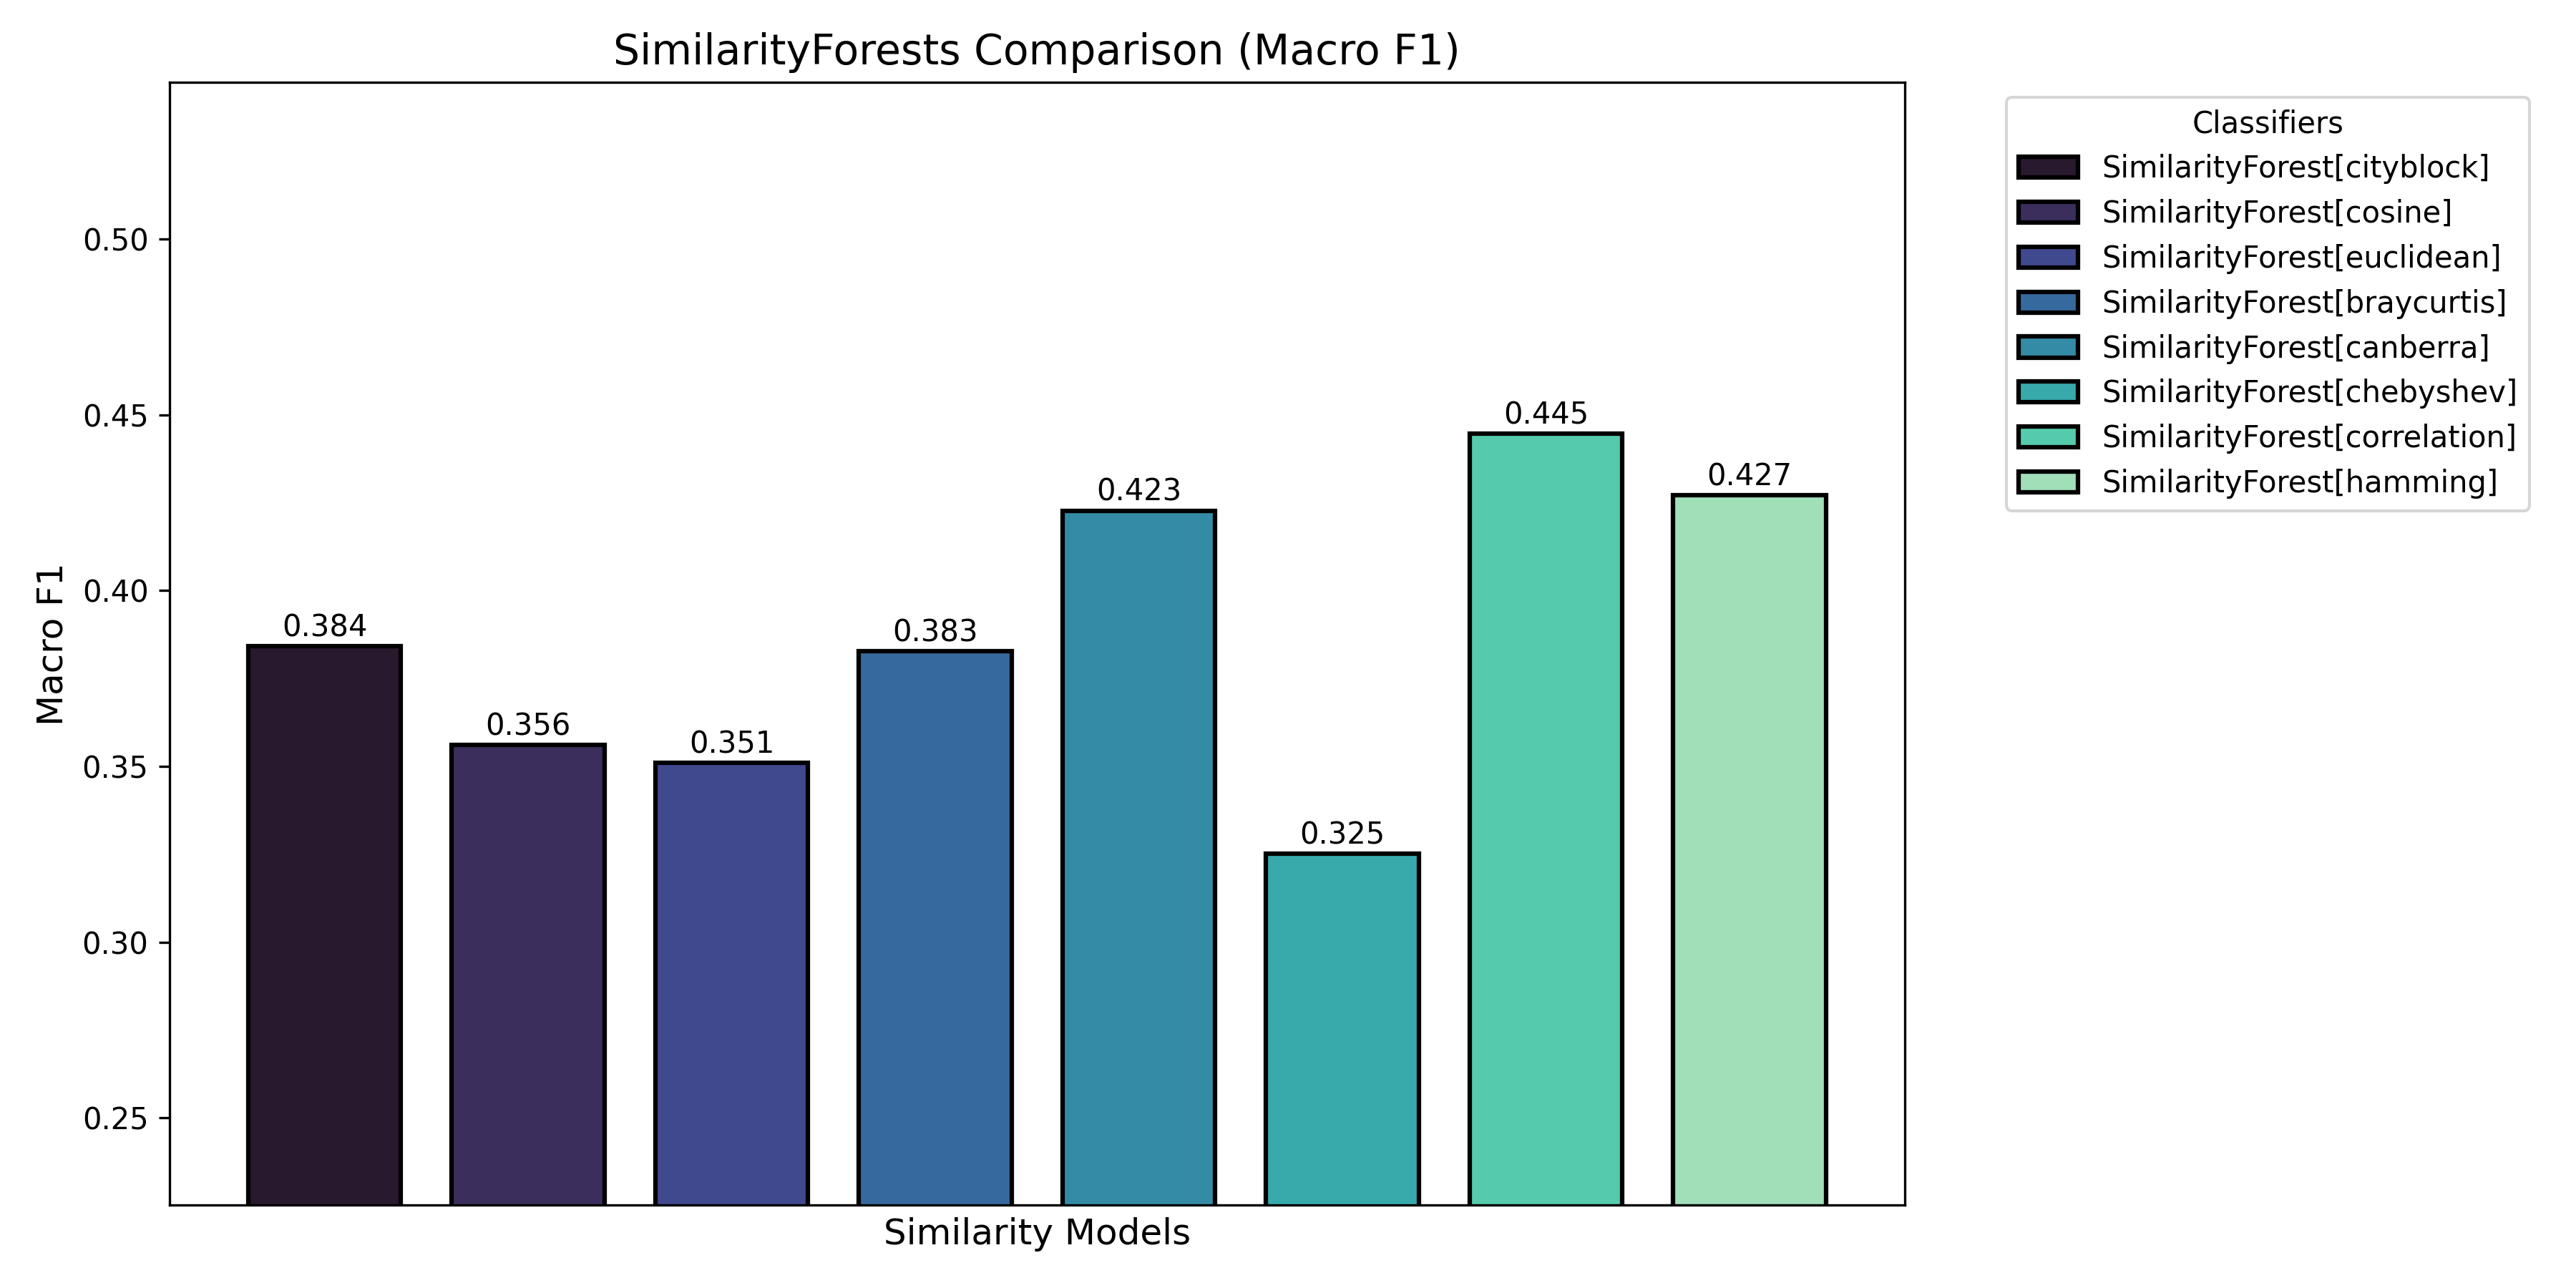 SimilarityForests Comparison (Macro F1)
Macro F1
0.50
0.45
0.40
0.35
0.30
0.25
0.384
0.356
0.351
0.383
0.423
0.325
0.445
0.427
Similarity Models
Classifiers
SimilarityForest[cityblock]
SimilarityForest[cosine]
SimilarityForest[euclidean]
SimilarityForest[braycurtis]
SimilarityForest[canberra]
SimilarityForest[chebyshev]
SimilarityForest[correlation]
SimilarityForest[hamming]